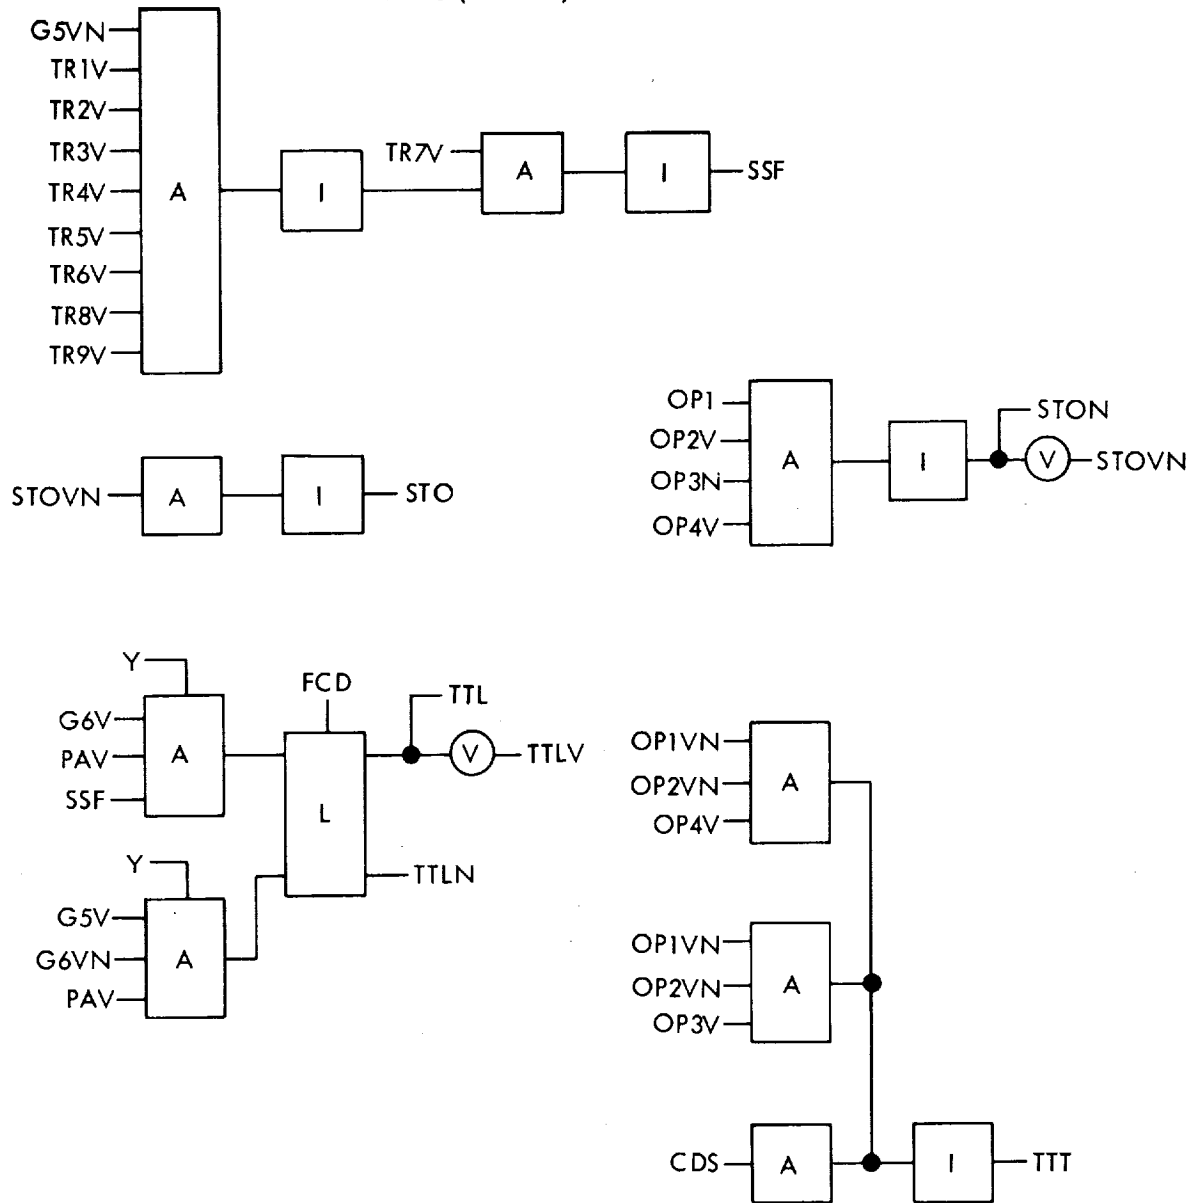 G5VN
TR1V
TR2V
TR3V
TR4V
TR5V
TR6V
TR8V
TR9V
A
I
TR7V
A
I
SSF
STOVN
A
I
STO
OP1
OP2V
OP3N
OP4V
A
I
STON
V
STOVN
Y
G6V
PAV
SSF
A
FCD
L
TTL
V
TTLV
TTLN
Y
G5V
G6VN
PAV
A
OP1VN
OP2VN
OP4V
A
OP1VN
OP2VN
OP3V
A
CDS
A
I
TTT